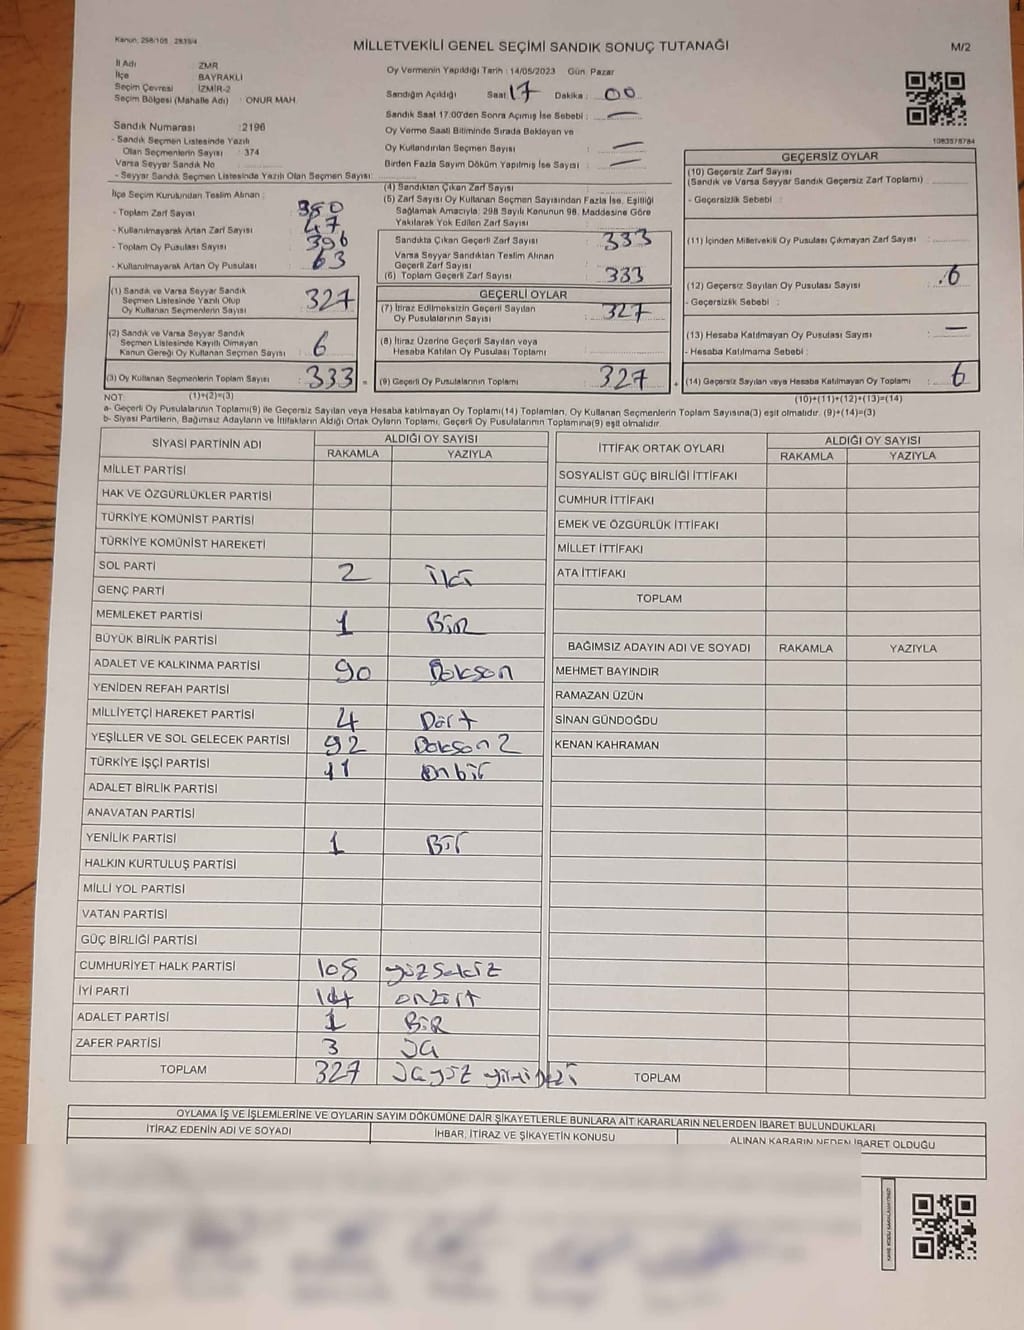 Kanun: 298/105 2839/4
MİLLETVEKİLİ GENEL SEÇİMİ SANDIK SONUÇ TUTANAĞI
M/2
İl Adı : ZMR
İlçe : BAYRAKLI
Seçim Çevresi : İZMİR-2
Seçim Bölgesi (Mahalle Adı) : ONUR MAH.
Sandık Numarası : 2196
- Sandık Seçmen Listesinde Yazılı
Olan Seçmenlerin Sayısı : 374
Varsa Seyyar Sandık No :
- Seyyar Sandık Seçmen Listesinde Yazılı Olan Seçmen Sayısı:
Oy Vermenin Yapıldığı Tarih : 14/05/2023 Gün: Pazar
Sandığın Açıldığı Saat 17 Dakika : 00
Sandık Saat 17:00'den Sonra Açımış İse Sebebi : —
Oy Verme Saati Bitiminde Sırada Bekleyen ve
Oy Kullandırılan Seçmen Sayısı : —
Birden Fazla Sayım Döküm Yapılmış İse Sayısı : —
1083575784
İlçe Seçim Kurulundan Teslim Alınan :
- Toplam Zarf Sayısı : 380
- Kullanılmayarak Artan Zarf Sayısı : 47
- Toplam Oy Pusulası Sayısı : 396
- Kullanılmayarak Artan Oy Pusulası : 63
(1) Sandık ve Varsa Seyyar Sandık
Seçmen Listesinde Yazılı Olup
Oy Kullanan Seçmenlerin Sayısı : 327
(2) Sandık ve Varsa Seyyar Sandık
Seçmen Listesinde Kayıtlı Olmayan
Kanun Gereği Oy Kullanan Seçmen Sayısı : 6
(3) Oy Kullanan Seçmenlerin Toplam Sayısı : 333 =
(4) Sandıktan Çıkan Zarf Sayısı :
(5) Zarf Sayısı Oy Kullanan Seçmen Sayısından Fazla İse, Eşitliği
Sağlamak Amacıyla; 298 Sayılı Kanunun 98. Maddesine Göre
Yakılarak Yok Edilen Zarf Sayısı :
Sandıkta Çıkan Geçerli Zarf Sayısı : 333
Varsa Seyyar Sandıktan Teslim Alınan
Geçerli Zarf Sayısı :
(6) Toplam Geçerli Zarf Sayısı : 333
GEÇERLİ OYLAR
(7) İtiraz Edilmeksizin Geçerli Sayılan
Oy Pusulalarının Sayısı : 327
(8) İtiraz Üzerine Geçerli Sayılan veya
Hesaba Katılan Oy Pusulası Toplamı :
(9) Geçerli Oy Pusulalarının Toplamı : 327 +
GEÇERSİZ OYLAR
(10) Geçersiz Zarf Sayısı
(Sandık ve Varsa Seyyar Sandık Geçersiz Zarf Toplamı) :
- Geçersizlik Sebebi :
(11) İçinden Milletvekili Oy Pusulası Çıkmayan Zarf Sayısı :
(12) Geçersiz Sayılan Oy Pusulası Sayısı : 6
- Geçersizlik Sebebi :
(13) Hesaba Katılmayan Oy Pusulası Sayısı : —
- Hesaba Katılmama Sebebi :
(14) Geçersiz Sayılan veya Hesaba Katılmayan Oy Toplamı : 6
NOT: (1)+(2)=(3)
(10)+(11)+(12)+(13)=(14)
a- Geçerli Oy Pusulalarının Toplamı(9) ile Geçersiz Sayılan veya Hesaba katılmayan Oy Toplamı(14) Toplamları, Oy Kullanan Seçmenlerin Toplam Sayısına(3) eşit olmalıdır. (9)+(14)=(3)
b- Siyasi Partilerin, Bağımsız Adayların ve İttifakların Aldığı Ortak Oyların Toplamı, Geçerli Oy Pusulalarının Toplamına(9) eşit olmalıdır.
SİYASİ PARTİNİN ADI ALDIĞI OY SAYISI
RAKAMLA YAZIYLA
MİLLET PARTİSİ
HAK VE ÖZGÜRLÜKLER PARTİSİ
TÜRKİYE KOMÜNİST PARTİSİ
TÜRKİYE KOMÜNİST HAREKETİ
SOL PARTİ 2 iki
GENÇ PARTİ
MEMLEKET PARTİSİ 1 BİR
BÜYÜK BİRLİK PARTİSİ
ADALET VE KALKINMA PARTİSİ 90 Dokson
YENİDEN REFAH PARTİSİ
MİLLİYETÇİ HAREKET PARTİSİ 4 Dört
YEŞİLLER VE SOL GELECEK PARTİSİ 92 Dokson 2
TÜRKİYE İŞÇİ PARTİSİ 11 onbir
ADALET BİRLİK PARTİSİ
ANAVATAN PARTİSİ
YENİLİK PARTİSİ 1 Bir
HALKIN KURTULUŞ PARTİSİ
MİLLİ YOL PARTİSİ
VATAN PARTİSİ
GÜÇ BİRLİĞİ PARTİSİ
CUMHURİYET HALK PARTİSİ 108 yüzsekiz
İYİ PARTİ 14 ondört
ADALET PARTİSİ 1 BİR
ZAFER PARTİSİ 3 üç
TOPLAM 327 üçyüz yirmiyedi
İTTİFAK ORTAK OYLARI ALDIĞI OY SAYISI
RAKAMLA YAZIYLA
SOSYALİST GÜÇ BİRLİĞİ İTTİFAKI
CUMHUR İTTİFAKI
EMEK VE ÖZGÜRLÜK İTTİFAKI
MİLLET İTTİFAKI
ATA İTTİFAKI
TOPLAM
BAĞIMSIZ ADAYIN ADI VE SOYADI RAKAMLA YAZIYLA
MEHMET BAYINDIR
RAMAZAN ÜZÜN
SİNAN GÜNDOĞDU
KENAN KAHRAMAN
TOPLAM
OYLAMA İŞ VE İŞLEMLERİNE VE OYLARIN SAYIM DÖKÜMÜNE DAİR ŞİKAYETLERLE BUNLARA AİT KARARLARIN NELERDEN İBARET BULUNDUKLARI
İTİRAZ EDENİN ADI VE SOYADI İHBAR, İTİRAZ VE ŞİKAYETİN KONUSU ALINAN KARARIN NEDEN İBARET OLDUĞU